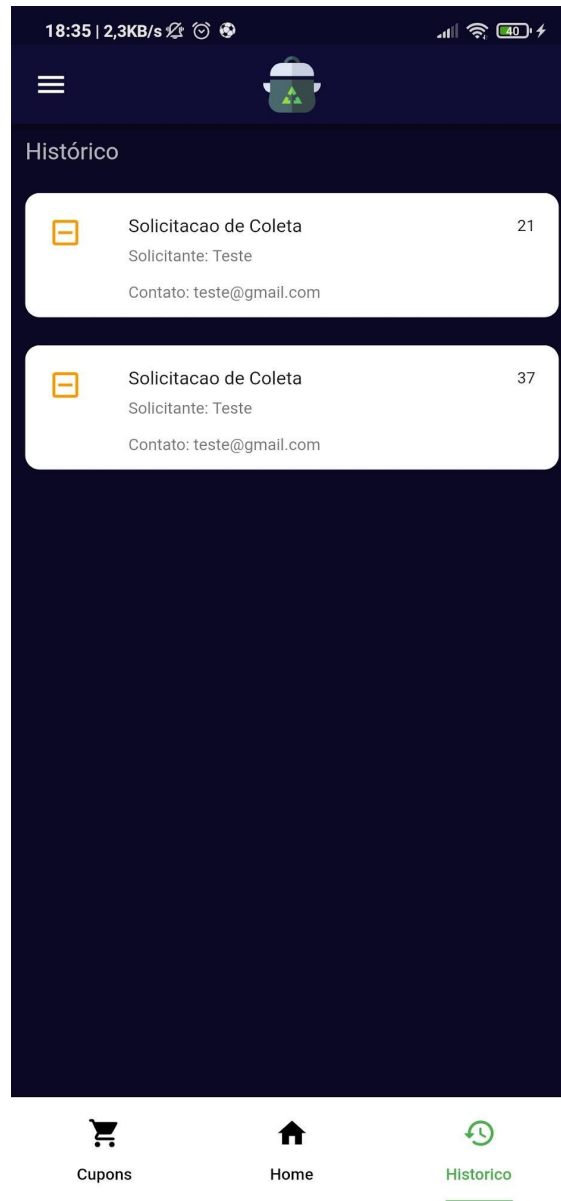 18:35 | 2,3KB/s 40
Histórico
Solicitacao de Coleta 21
Solicitante: Teste
Contato: teste@gmail.com
Solicitacao de Coleta 37
Solicitante: Teste
Contato: teste@gmail.com
Cupons Home Historico